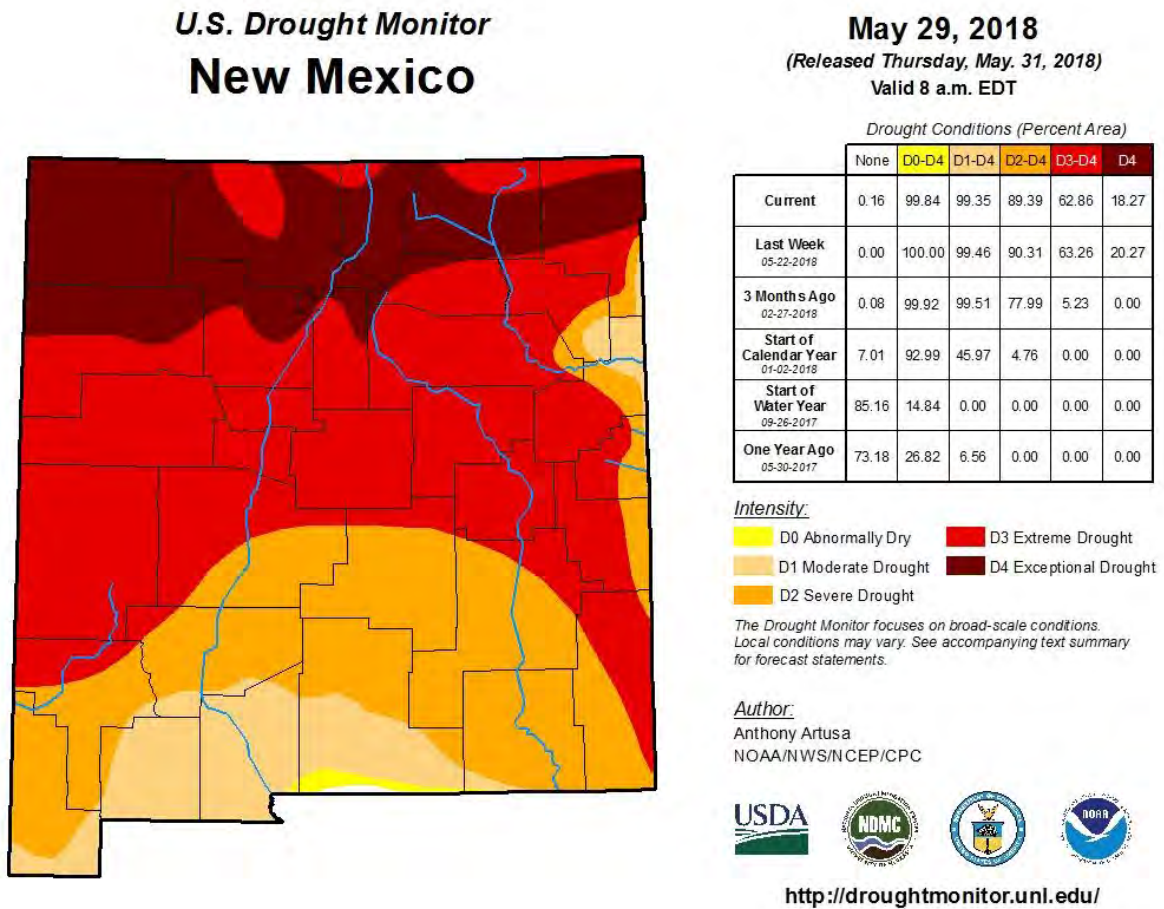 U.S. Drought Monitor
New Mexico
May 29, 2018
(Released Thursday, May. 31, 2018)
Valid 8 a.m. EDT
Drought Conditions (Percent Area)
None D0-D4 D1-D4 D2-D4 D3-D4 D4
Current 0.16 99.84 99.35 89.39 62.86 18.27
Last Week
05-22-2018 0.00 100.00 99.46 90.31 63.26 20.27
3 Months Ago
02-27-2018 0.08 99.92 99.51 77.99 5.23 0.00
Start of
Calendar Year
01-02-2018 7.01 92.99 45.97 4.76 0.00 0.00
Start of
Water Year
09-26-2017 85.16 14.84 0.00 0.00 0.00 0.00
One Year Ago
05-30-2017 73.18 26.82 6.56 0.00 0.00 0.00
Intensity:
D0 Abnormally Dry
D1 Moderate Drought
D2 Severe Drought
D3 Extreme Drought
D4 Exceptional Drought
The Drought Monitor focuses on broad-scale conditions.
Local conditions may vary. See accompanying text summary
for forecast statements.
Author:
Anthony Artusa
NOAA/NWS/NCEP/CPC
USDA
NDMC
NOAA
http://droughtmonitor.unl.edu/